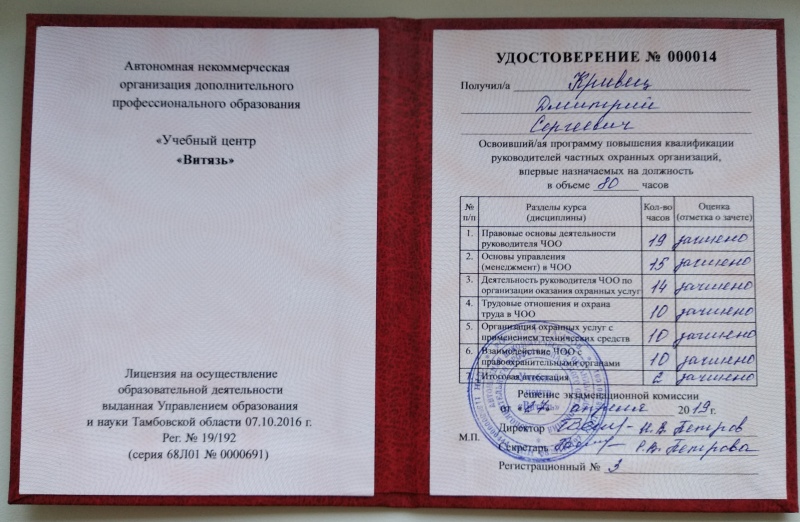 Автономная некоммерческая
организация дополнительного
профессионального образования
«Учебный центр
«Витязь»
Лицензия на осуществление
образовательной деятельности
выданная Управлением образования
и науки Тамбовской области 07.10.2016 г.
Рег. № 19/192
(серия 68Л01 № 0000691)
УДОСТОВЕРЕНИЕ № 000014
Получил/а Кривец
Дмитрий
Сергеевич
Освоивший/ая программу повышения квалификации
руководителей частных охранных организаций,
впервые назначаемых на должность
в объеме 80 часов
№ п/п Разделы курса (дисциплины) Кол-во часов Оценка (отметка о зачете)
1. Правовые основы деятельности руководителя ЧОО 19 зачтено
2. Основы управления (менеджмент) в ЧОО 15 зачтено
3. Деятельность руководителя ЧОО по организации оказания охранных услуг 14 зачтено
4. Трудовые отношения и охрана труда в ЧОО 10 зачтено
5. Организация охранных услуг с применением технических средств 10 зачтено
6. Взаимодействие ЧОО с правоохранительными органами 10 зачтено
7. Итоговая аттестация 2 зачтено
Решение экзаменационной комиссии
от «27» апреля 2019 г.
Директор И.В. Петров
М.П.
Секретарь Р.В. Петрова
Регистрационный № 3